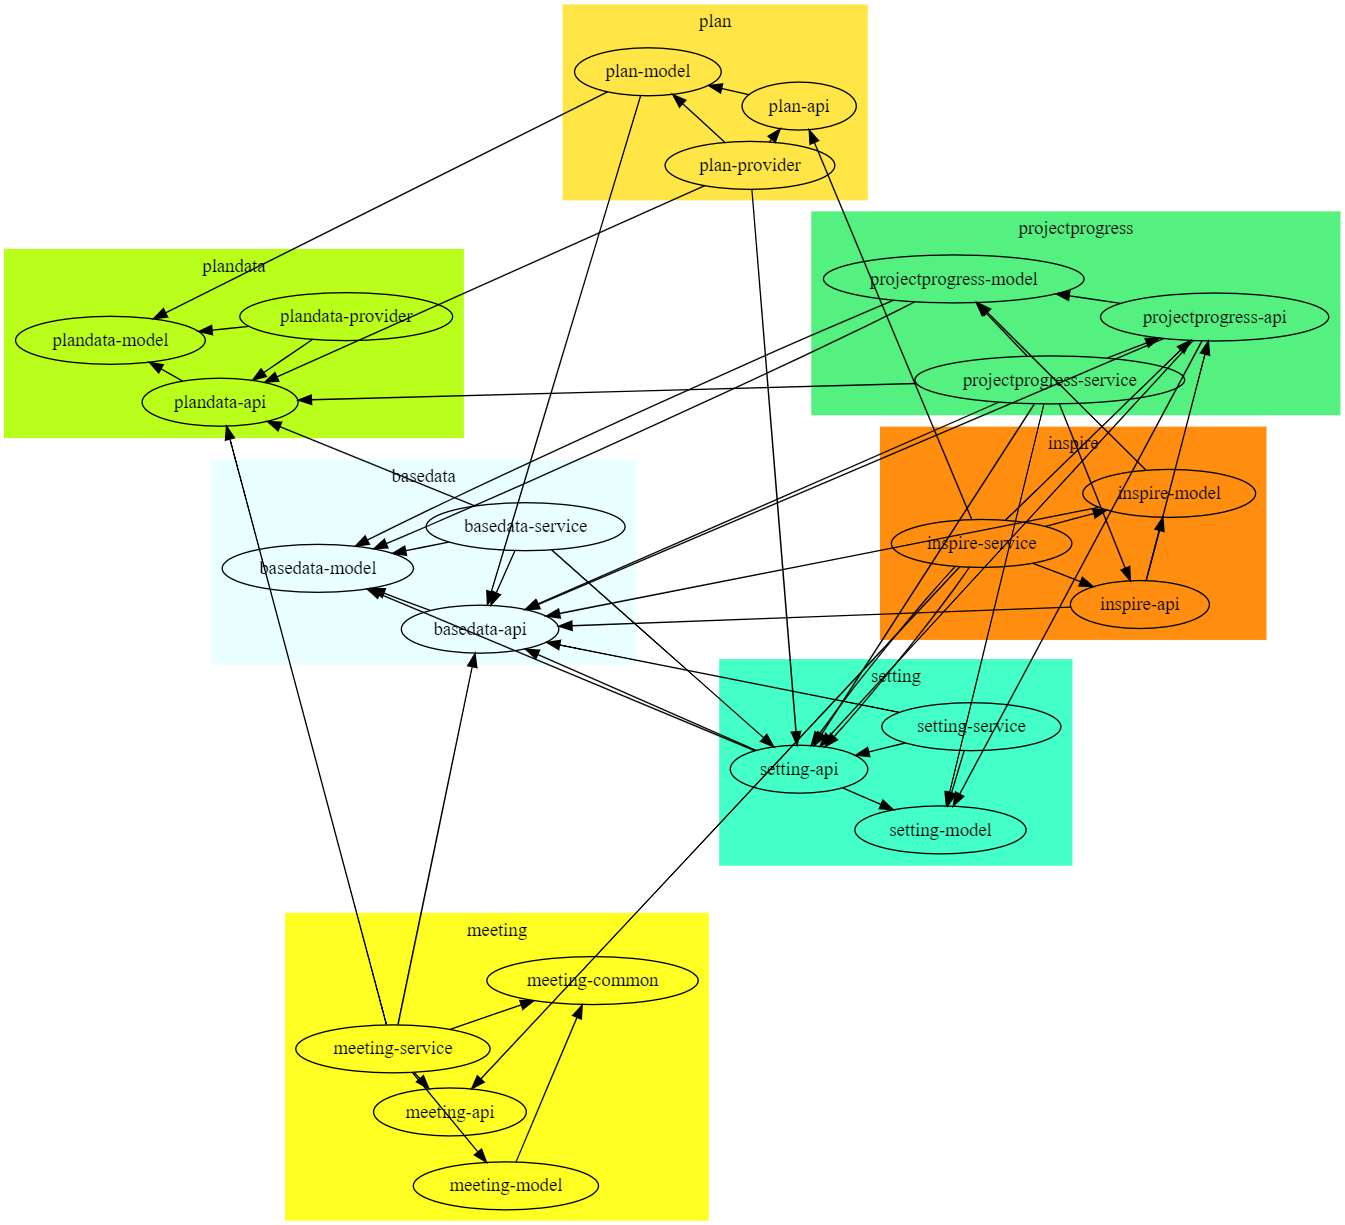 plan
plan-model
plan-api
plan-provider
projectprogress
projectprogress-model
projectprogress-api
projectprogress-service
plandata
plandata-provider
plandata-model
plandata-api
inspire
inspire-model
inspire-service
inspire-api
basedata
basedata-service
basedata-model
basedata-api
setting
setting-service
setting-api
setting-model
meeting
meeting-common
meeting-service
meeting-api
meeting-model